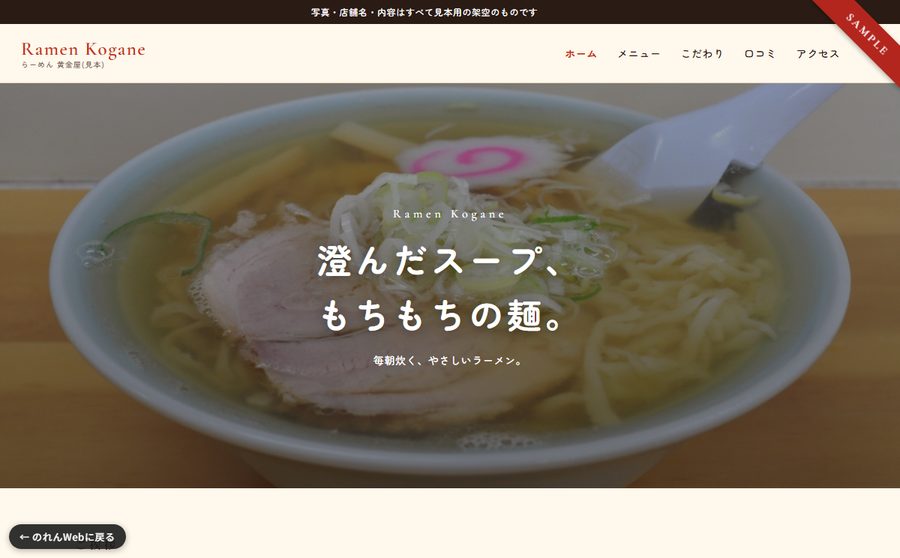 写真・店舗名・内容はすべて見本用の架空のものです
SAMPLE
Ramen Kogane
らーめん 黄金屋(見本)
ホーム メニュー こだわり 口コミ アクセス
Ramen Kogane
澄んだスープ、
もちもちの麺。
毎朝炊く、やさしいラーメン。
← のれんWebに戻る